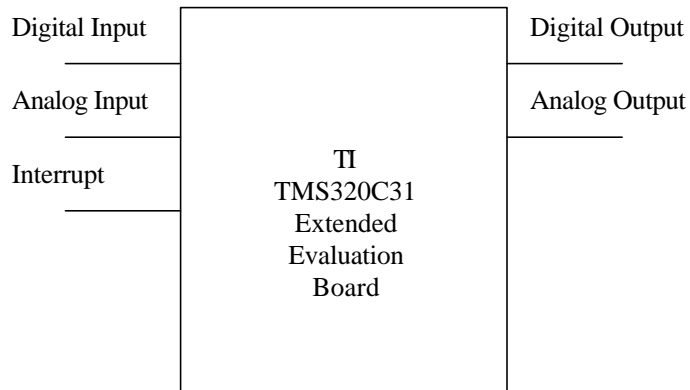 Digital Input
Digital Output
Analog Input
Analog Output
Interrupt
TI
TMS320C31
Extended
Evaluation
Board